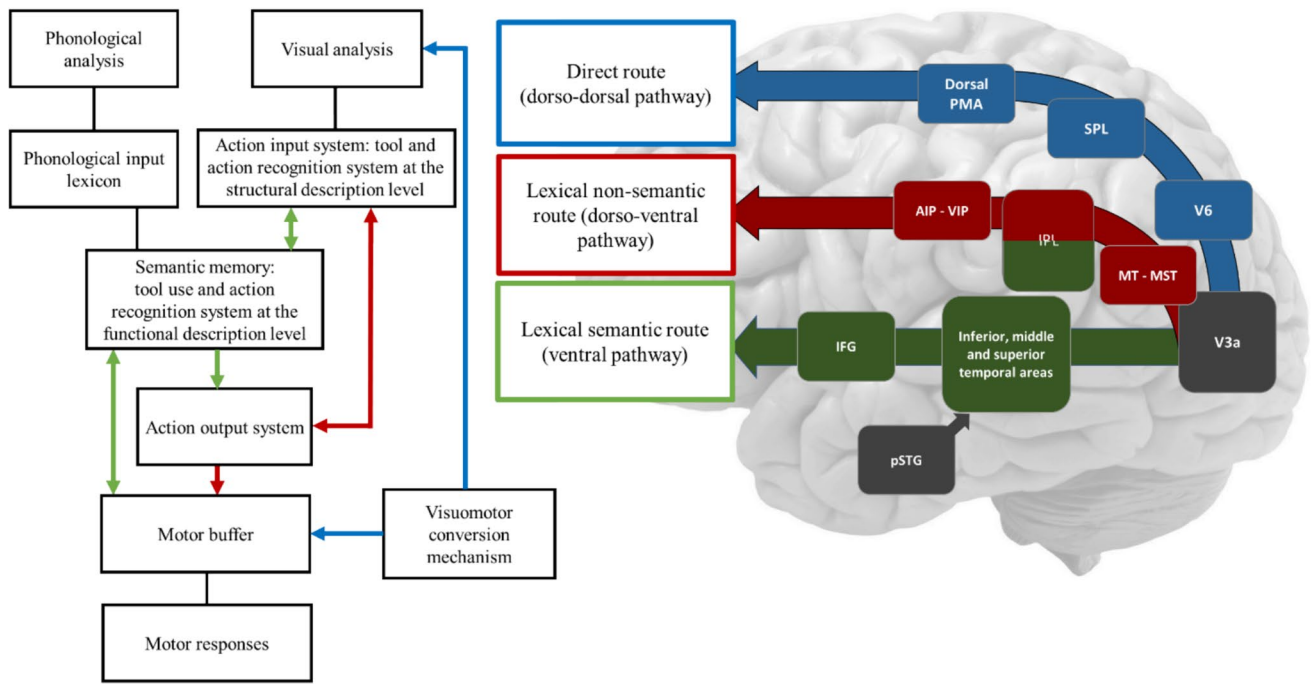 Phonological
analysis
Visual analysis
Phonological input
lexicon
Action input system: tool and
action recognition system at the
structural description level
Semantic memory:
tool use and action
recognition system at the
functional description level
Action output system
Motor buffer
Visuomotor
conversion
mechanism
Motor responses
Direct route
(dorso-dorsal pathway)
Dorsal
PMA
SPL
V6
Lexical non-semantic
route (dorso-ventral
pathway)
AIP - VIP
IPL
MT - MST
Lexical semantic route
(ventral pathway)
IFG
Inferior, middle
and superior
temporal areas
V3a
pSTG